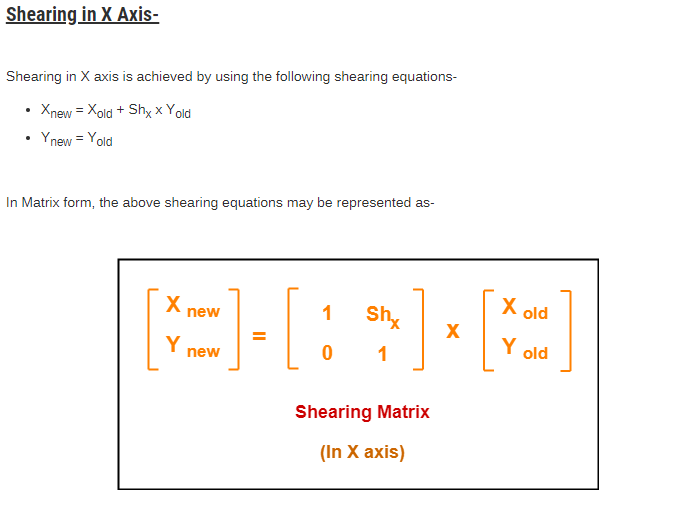 Shearing in X Axis-
Shearing in X axis is achieved by using the following shearing equations-
• Xnew = Xold + Shx x Yold
• Ynew = Yold
In Matrix form, the above shearing equations may be represented as-
X new = 1 Shx x X old
Y new 0 1 Y old
Shearing Matrix
(In X axis)